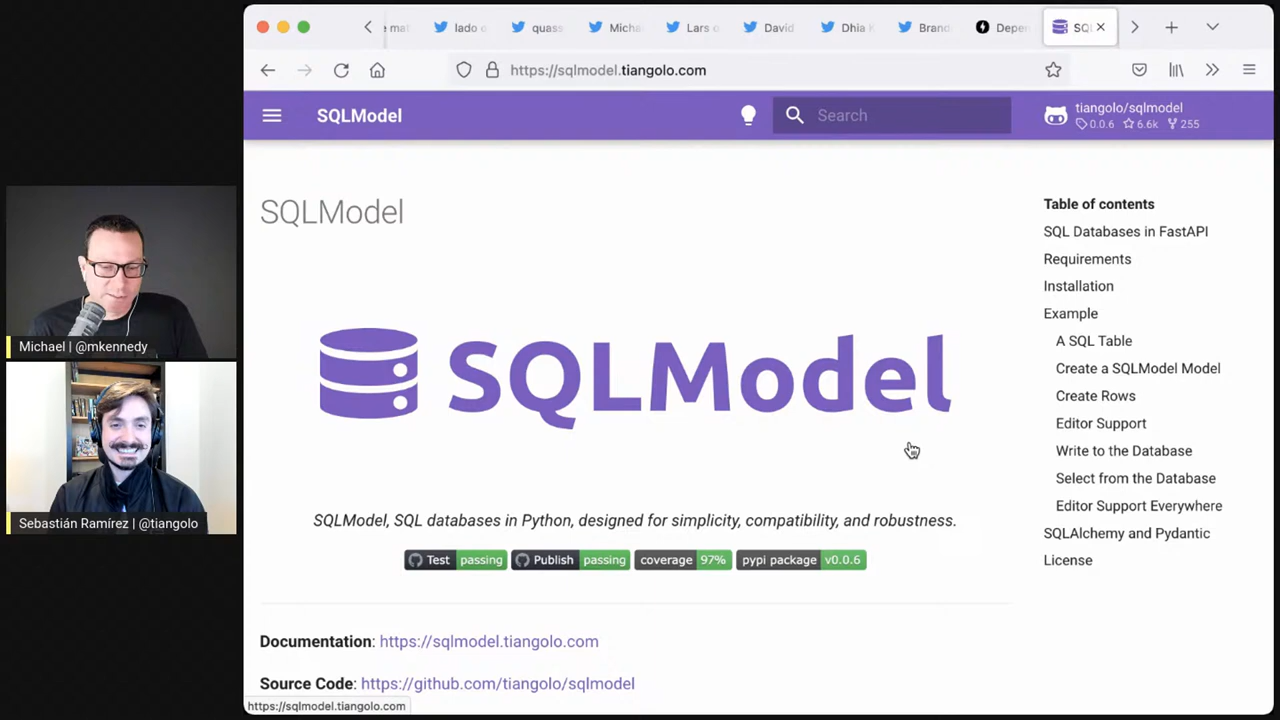 e mat
lado o
quass
Micha
Lars o
David
Dhia K
Brand
Depen
SQL
https://sqlmodel.tiangolo.com
SQLModel
Search
tiangolo/sqlmodel
0.0.6 6.6k 255
SQLModel
SQLModel
SQLModel, SQL databases in Python, designed for simplicity, compatibility, and robustness.
Test passing Publish passing coverage 97% pypi package v0.0.6
Documentation: https://sqlmodel.tiangolo.com
Source Code: https://github.com/tiangolo/sqlmodel
https://sqlmodel.tiangolo.com
Table of contents
SQL Databases in FastAPI
Requirements
Installation
Example
A SQL Table
Create a SQLModel Model
Create Rows
Editor Support
Write to the Database
Select from the Database
Editor Support Everywhere
SQLAlchemy and Pydantic
License
Michael | @mkennedy
Sebastián Ramírez | @tiangolo